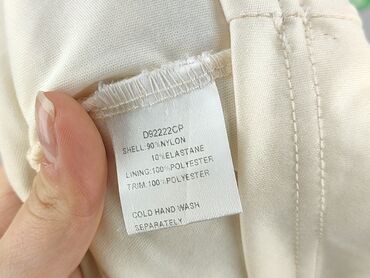 D92222CP
SHELL:90%NYLON
10%ELASTANE
LINING:100%POLYESTER
TRIM:100%POLYESTER
COLD HAND WASH
SEPARATELY